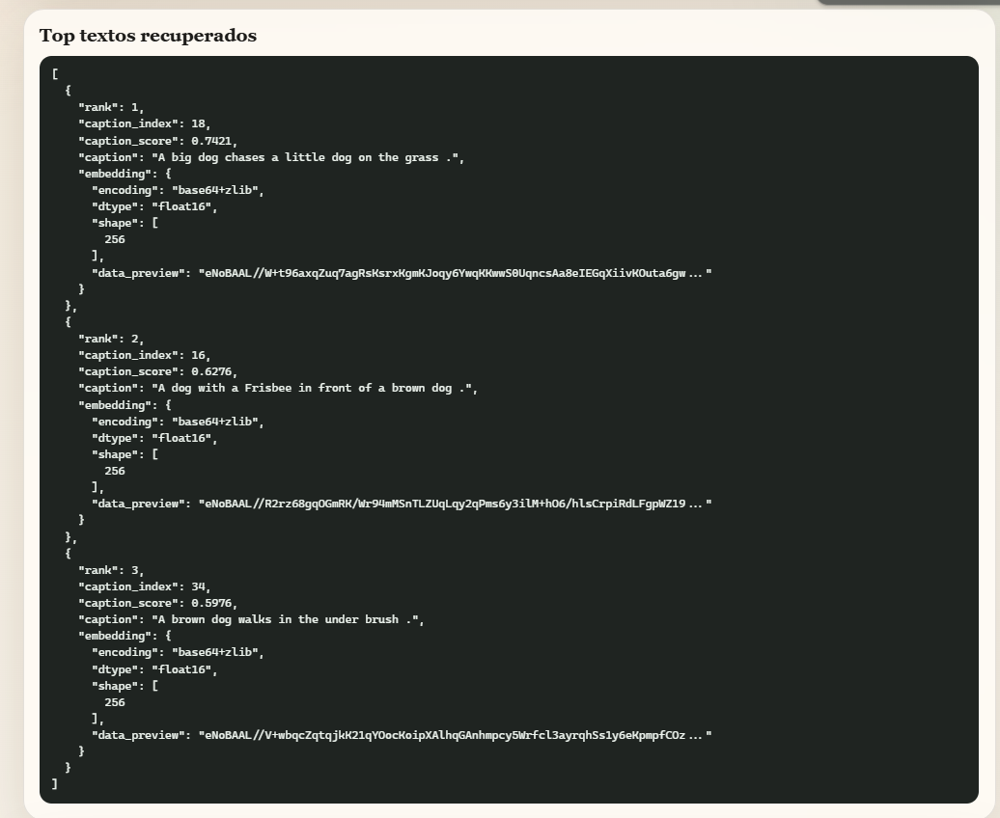 Top textos recuperados
[
  {
    "rank": 1,
    "caption_index": 18,
    "caption_score": 0.7421,
    "caption": "A big dog chases a little dog on the grass .",
    "embedding": {
      "encoding": "base64+zlib",
      "dtype": "float16",
      "shape": [
        256
      ],
      "data_preview": "eNoBAAL//W+t96axqZuq7agRsKsrxKgmKJoqy6YwqKKwwS0UqncsAa8eIEGqXiivKOuta6gw..."
    }
  },
  {
    "rank": 2,
    "caption_index": 16,
    "caption_score": 0.6276,
    "caption": "A dog with a Frisbee in front of a brown dog .",
    "embedding": {
      "encoding": "base64+zlib",
      "dtype": "float16",
      "shape": [
        256
      ],
      "data_preview": "eNoBAAL//R2rz68gqOGmRK/Wr94mMSnTLZUqLqy2qPms6y3ilM+hO6/hlsCrpiRdLFgpWZ19..."
    }
  },
  {
    "rank": 3,
    "caption_index": 34,
    "caption_score": 0.5976,
    "caption": "A brown dog walks in the under brush .",
    "embedding": {
      "encoding": "base64+zlib",
      "dtype": "float16",
      "shape": [
        256
      ],
      "data_preview": "eNoBAAL//V+wbqcZqtqjkK21qYOocKoipXAlhqGAnhmpcy5Wrfcl3ayrqhSs1y6eKpmpfCOz..."
    }
  }
]